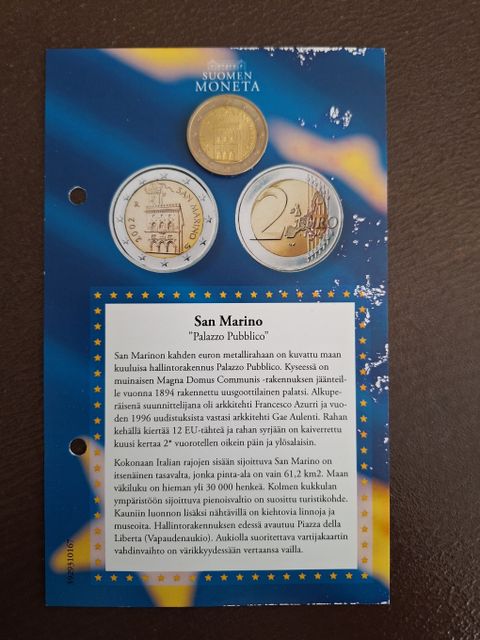 SUOMEN
MONETA
SAN MARINO
2002
2 EURO
San Marino
"Palazzo Pubblico"
San Marinon kahden euron metallirahaan on kuvattu maan
kuuluisa hallintorakennus Palazzo Pubblico. Kyseessä on
muinaisen Magna Domus Communis -rakennuksen jäänteil-
le vuonna 1894 rakennettu uusgoottilainen palatsi. Alkupe-
räisenä suunnittelijana oli arkkitehti Francesco Azurri ja vuo-
den 1996 uudistuksista vastasi arkkitehti Gae Aulenti. Rahan
kehällä kiertää 12 EU-tähteä ja rahan syrjään on kaiverrettu
kuusi kertaa 2* vuorotellen oikein päin ja ylösalaisin.
Kokonaan Italian rajojen sisään sijoittuva San Marino on
itsenäinen tasavalta, jonka pinta-ala on vain 61,2 km2. Maan
väkiluku on hieman yli 30 000 henkeä. Kolmen kukkulan
ympäristöön sijoittuva pienoisvaltio on suosittu turistikohde.
Kauniin luonnon lisäksi nähtävillä on kiehtovia linnoja ja
museoita. Hallintorakennuksen edessä avautuu Piazza della
Liberta (Vapaudenaukio). Aukiolla suoritettava vartijakaartin
vahdinvaihto on värikkyydessään vertaansa vailla.